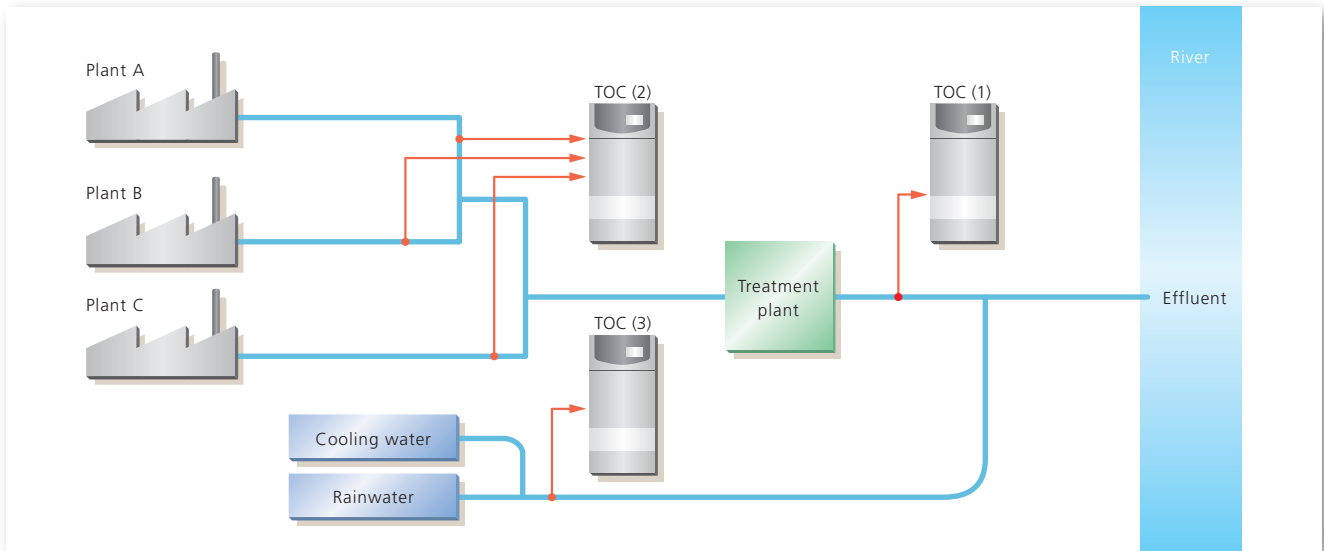 Plant A
TOC (2)
TOC (1)
River
Plant B
Treatment
plant
Effluent
Plant C
TOC (3)
Cooling water
Rainwater